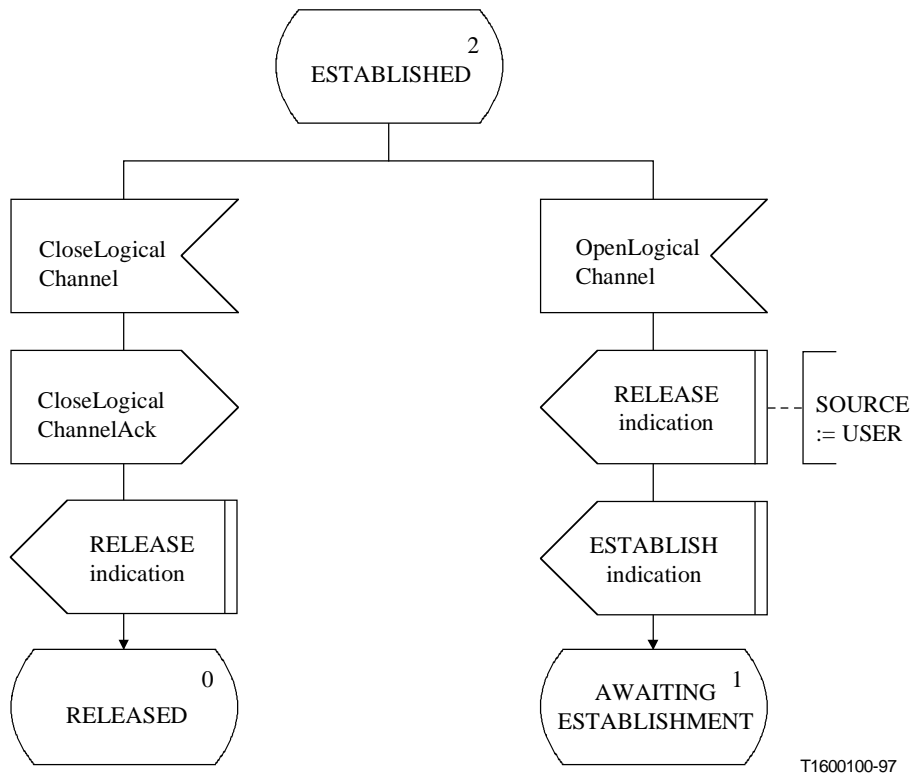 2
ESTABLISHED
CloseLogical
Channel
OpenLogical
Channel
CloseLogical
ChannelAck
RELEASE
indication
SOURCE
:= USER
RELEASE
indication
ESTABLISH
indication
0
RELEASED
1
AWAITING
ESTABLISHMENT
T1600100-97